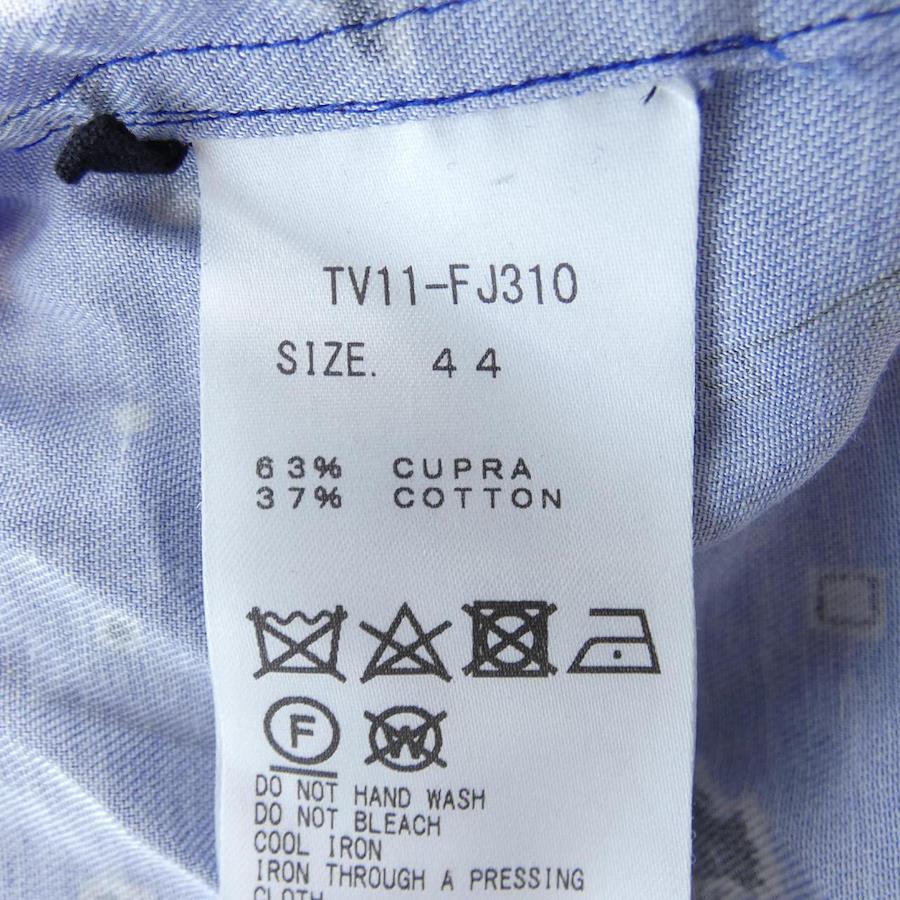 TV11-FJ310
SIZE. 44
63% CUPRA
37% COTTON
F W
DO NOT HAND WASH
DO NOT BLEACH
COOL IRON
IRON THROUGH A PRESSING
CLOTH